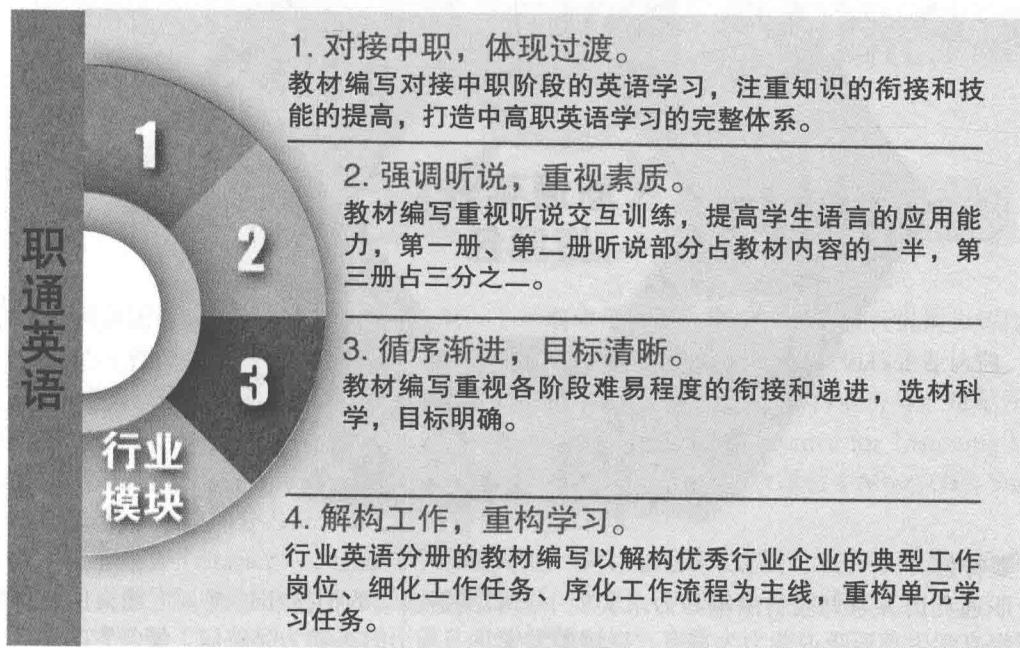 职通英语
1
2
3
行业
模块
1. 对接中职，体现过渡。
教材编写对接中职阶段的英语学习，注重知识的衔接和技
能的提高，打造中高职英语学习的完整体系。
2. 强调听说，重视素质。
教材编写重视听说交互训练，提高学生语言的应用能
力，第一册、第二册听说部分占教材内容的一半，第
三册占三分之二。
3. 循序渐进，目标清晰。
教材编写重视各阶段难易程度的衔接和递进，选材科
学，目标明确。
4. 解构工作，重构学习。
行业英语分册的教材编写以解构优秀行业企业的典型工作
岗位、细化工作任务、序化工作流程为主线，重构单元学
习任务。